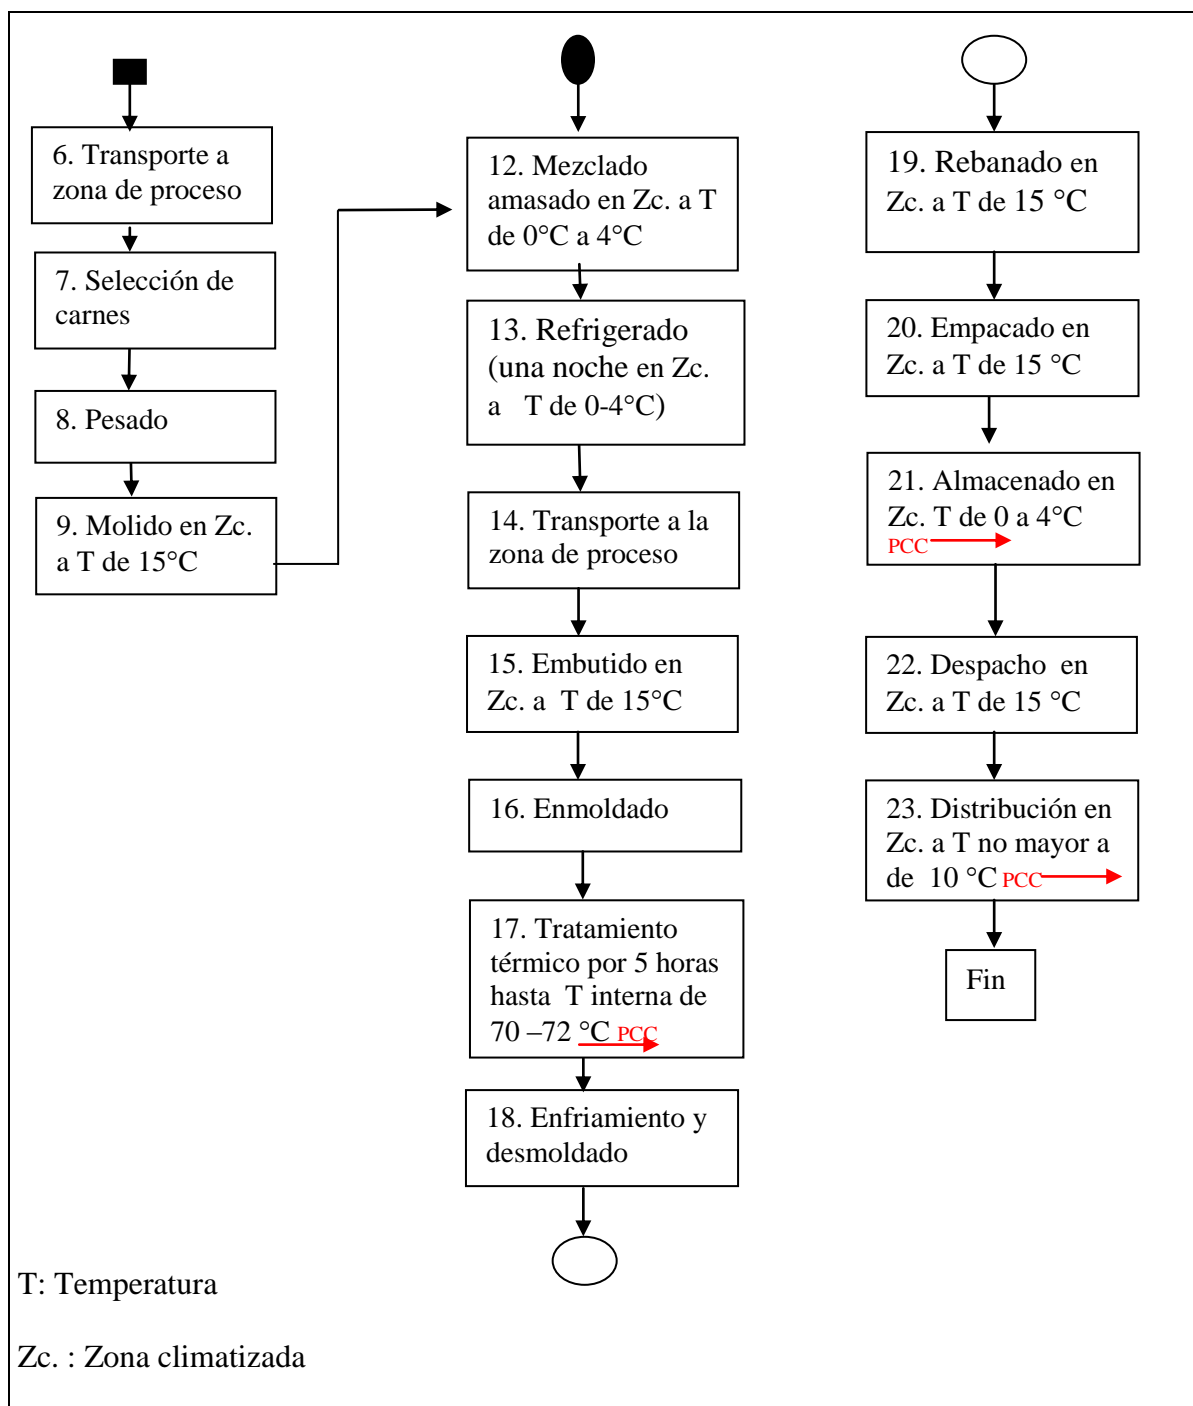 6. Transporte a
zona de proceso
7. Selección de
carnes
8. Pesado
9. Molido en Zc.
a T de 15°C
12. Mezclado
amasado en Zc. a T
de 0°C a 4°C
13. Refrigerado
(una noche en Zc.
a T de 0-4°C)
14. Transporte a la
zona de proceso
15. Embutido en
Zc. a T de 15°C
16. Enmoldado
17. Tratamiento
térmico por 5 horas
hasta T interna de
70 –72 °C PCC
18. Enfriamiento y
desmoldado
19. Rebanado en
Zc. a T de 15 °C
20. Empacado en
Zc. a T de 15 °C
21. Almacenado en
Zc. T de 0 a 4°C
PCC
22. Despacho en
Zc. a T de 15 °C
23. Distribución en
Zc. a T no mayor a
de 10 °C PCC
Fin
T: Temperatura
Zc. : Zona climatizada